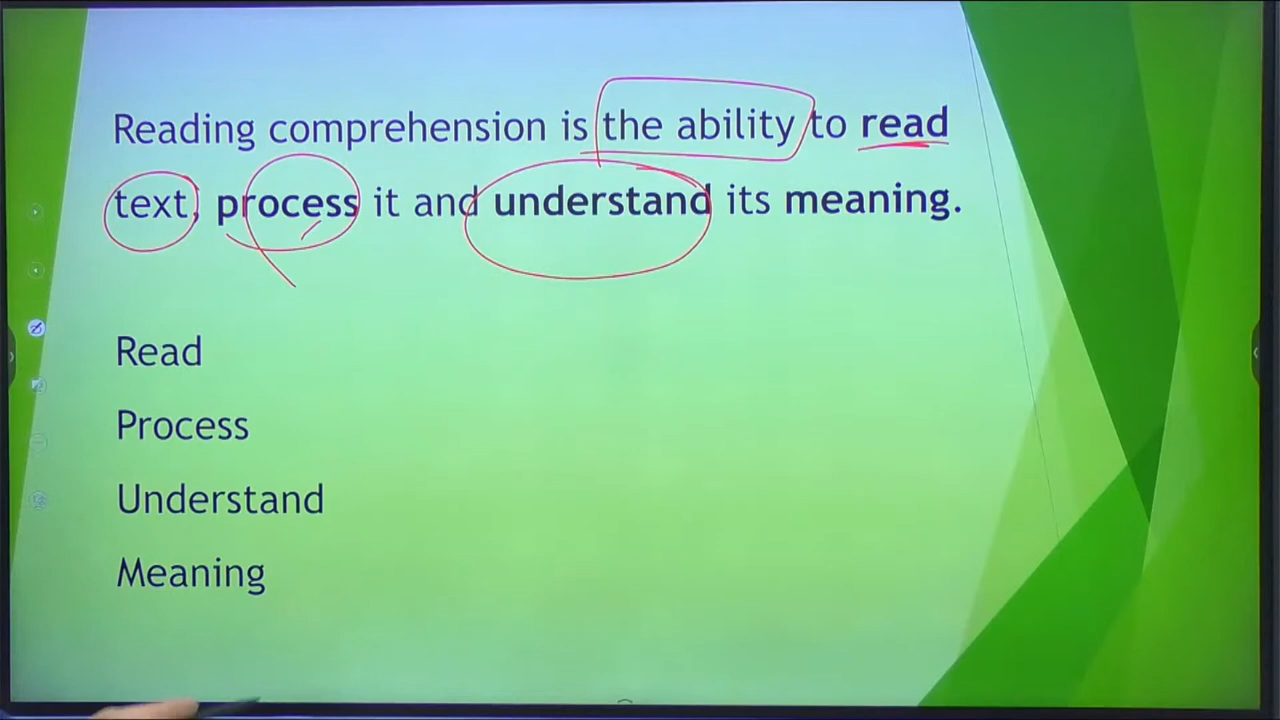 Reading comprehension is the ability to read
text, process it and understand its meaning.
Read
Process
Understand
Meaning